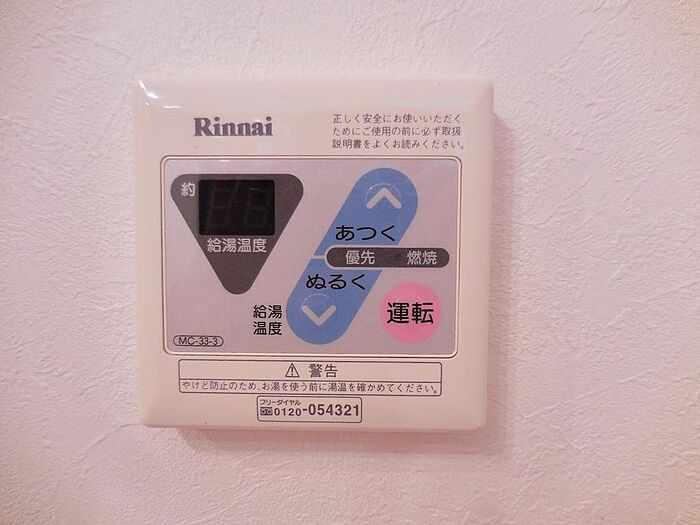 Rinnai
正しく安全にお使いいただく
ためにご使用の前に必ず取扱
説明書をよくお読みください。
約
給湯温度
あつく
優先 燃焼
ぬるく
給湯
温度
運転
MC-33-3
⚠ 警告
やけど防止のため、お湯を使う前に湯温を確かめてください。
フリーダイヤル
0120-054321